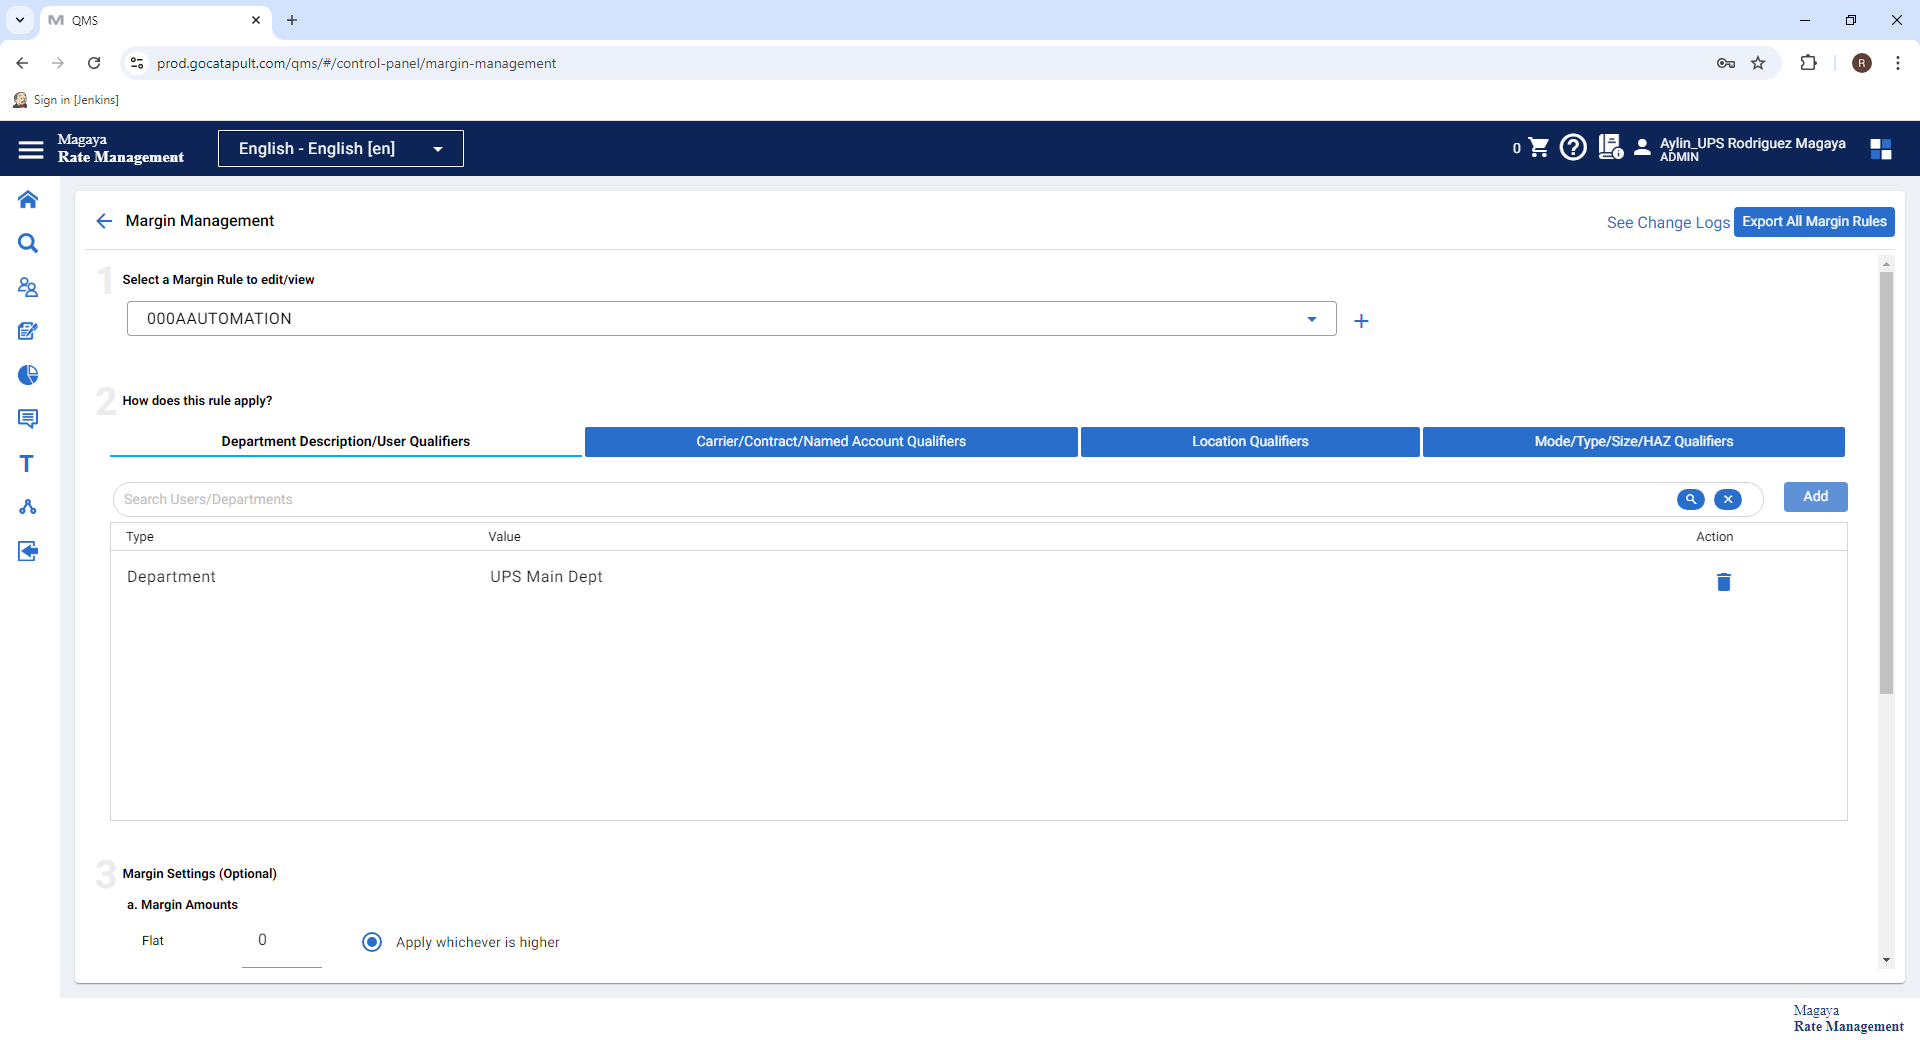 QMS
prod.gocatapult.com/qms/#/control-panel/margin-management
R
Sign in [Jenkins]
Magaya
Rate Management
English - English [en]
0
Aylin_UPS Rodriguez Magaya
ADMIN
Margin Management
See Change Logs
Export All Margin Rules
1
Select a Margin Rule to edit/view
000AAUTOMATION
2
How does this rule apply?
Department Description/User Qualifiers
Carrier/Contract/Named Account Qualifiers
Location Qualifiers
Mode/Type/Size/HAZ Qualifiers
Search Users/Departments
Add
Type
Value
Action
Department
UPS Main Dept
3
Margin Settings (Optional)
a. Margin Amounts
Flat
0
Apply whichever is higher
Magaya
Rate Management